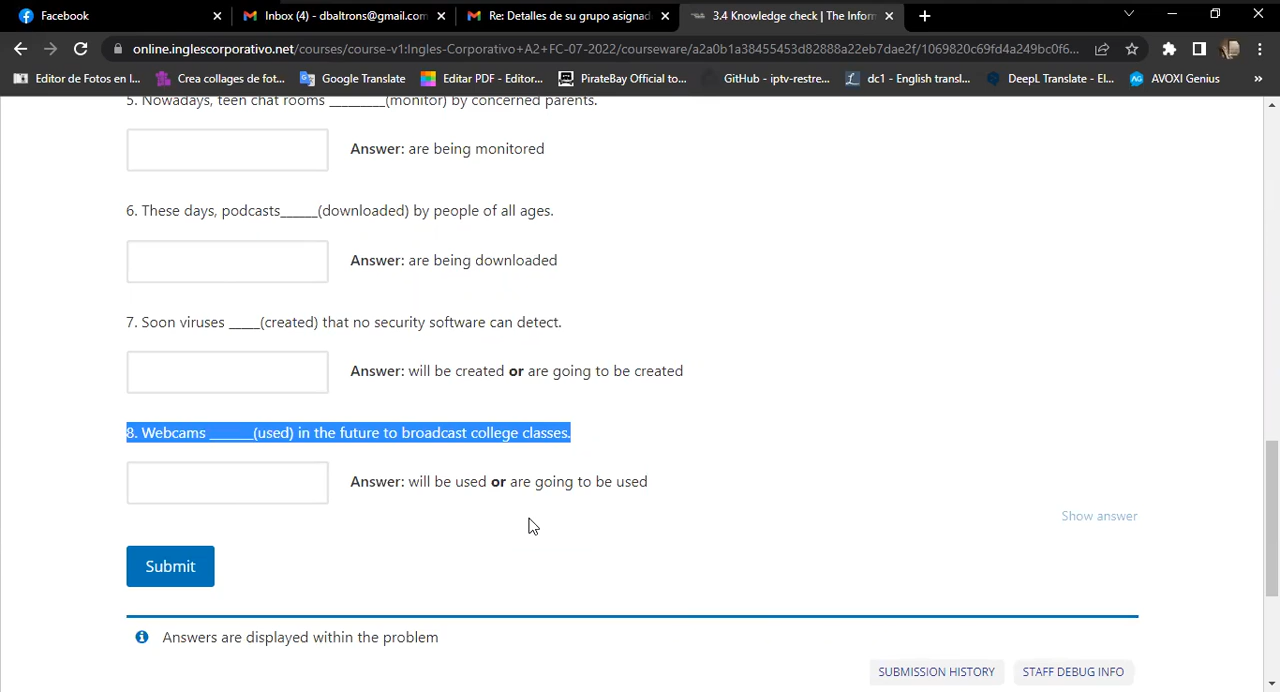 Facebook
Inbox (4) - dbaltrons@gmail.com
Re: Detalles de su grupo asignad
3.4 Knowledge check | The Inforn
online.inglescorporativo.net/courses/course-v1:Ingles-Corporativo+A2+FC-07-2022/courseware/a2a0b1a38455453d82888a22eb7dae2f/1069820c69fd4a249bc0f6...
Editor de Fotos en l...
Crea collages de fot...
Google Translate
Editar PDF - Editor...
PirateBay Official to...
GitHub - iptv-restre...
dc1 - English transl...
DeepL Translate - El...
AVOXI Genius
»
5. Nowadays, teen chat rooms _________(monitor) by concerned parents.
Answer: are being monitored
6. These days, podcasts______(downloaded) by people of all ages.
Answer: are being downloaded
7. Soon viruses _____(created) that no security software can detect.
Answer: will be created or are going to be created
8. Webcams _______(used) in the future to broadcast college classes.
Answer: will be used or are going to be used
Show answer
Submit
Answers are displayed within the problem
SUBMISSION HISTORY
STAFF DEBUG INFO